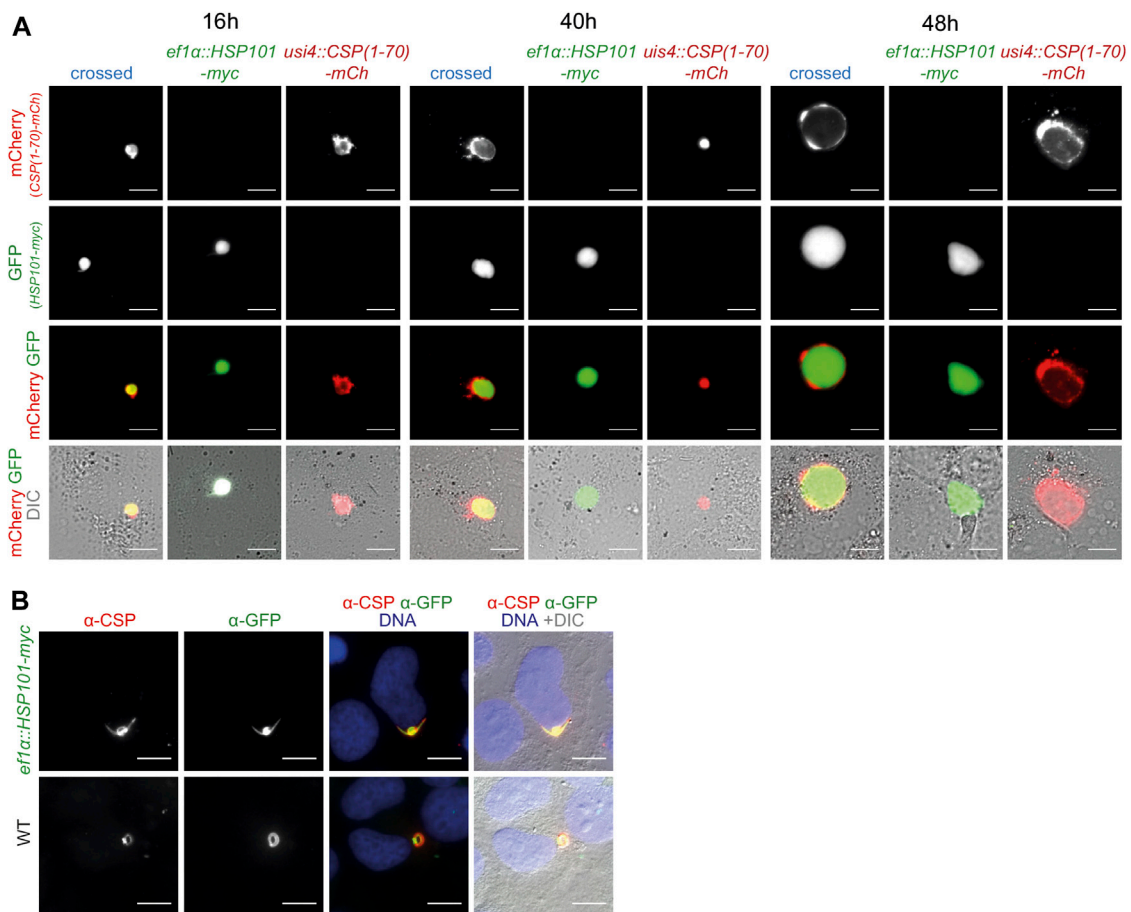 A
16h 40h 48h
crossed ef1α::HSP101 -myc usi4::CSP(1-70) -mCh crossed ef1α::HSP101 -myc uis4::CSP(1-70) -mCh crossed ef1α::HSP101 -myc usi4::CSP(1-70) -mCh
mCherry
(CSP(1-70)-mCh)
GFP
(HSP101-myc)
mCherry GFP
mCherry GFP
DIC
B
α-CSP α-GFP α-CSP α-GFP DNA α-CSP α-GFP DNA +DIC
ef1α::HSP101-myc
WT